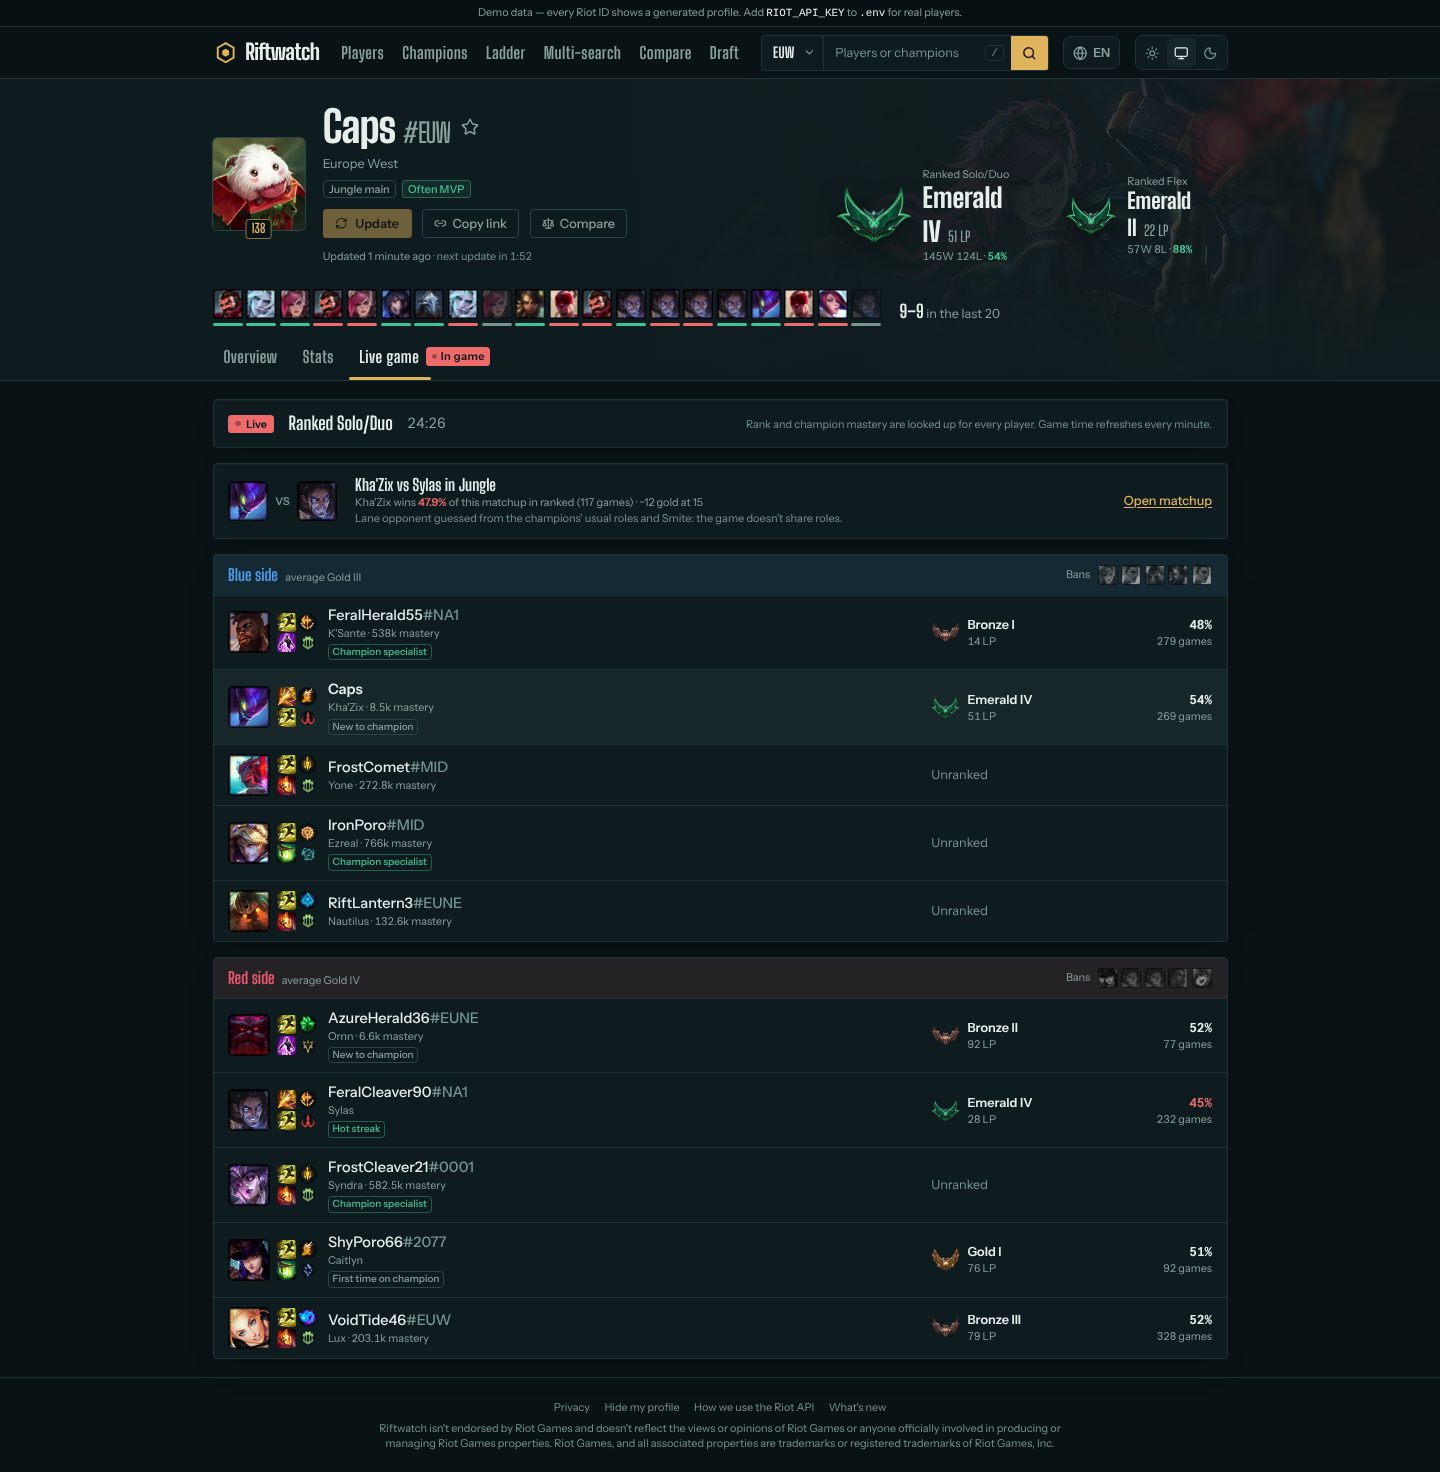 Demo data — every Riot ID shows a generated profile. Add RIOT_API_KEY to .env for real players.
Riftwatch Players Champions Ladder Multi-search Compare Draft EUW Players or champions / EN
Caps #EUW
Europe West
Jungle main Often MVP
Update Copy link Compare
Updated 1 minute ago · next update in 1:52
138
Ranked Solo/Duo
Emerald
IV 51 LP
145W 124L · 54%
Ranked Flex
Emerald
II 22 LP
57W 8L · 88%
9–9 in the last 20
Overview Stats Live game In game
Live Ranked Solo/Duo 24:26 Rank and champion mastery are looked up for every player. Game time refreshes every minute.
VS
Kha'Zix vs Sylas in Jungle
Kha'Zix wins 47.9% of this matchup in ranked (117 games) · −12 gold at 15
Lane opponent guessed from the champions' usual roles and Smite: the game doesn't share roles.
Open matchup
Blue side average Gold III Bans
FeralHerald55#NA1
K'Sante · 538k mastery
Champion specialist
Bronze I
14 LP
48%
279 games
Caps
Kha'Zix · 8.5k mastery
New to champion
Emerald IV
51 LP
54%
269 games
FrostComet#MID
Yone · 272.8k mastery
Unranked
IronPoro#MID
Ezreal · 766k mastery
Champion specialist
Unranked
RiftLantern3#EUNE
Nautilus · 132.6k mastery
Unranked
Red side average Gold IV Bans
AzureHerald36#EUNE
Ornn · 6.6k mastery
New to champion
Bronze II
92 LP
52%
77 games
FeralCleaver90#NA1
Sylas
Hot streak
Emerald IV
28 LP
45%
232 games
FrostCleaver21#0001
Syndra · 582.5k mastery
Champion specialist
Unranked
ShyPoro66#2077
Caitlyn
First time on champion
Gold I
76 LP
51%
92 games
VoidTide46#EUW
Lux · 203.1k mastery
Bronze III
79 LP
52%
328 games
Privacy Hide my profile How we use the Riot API What's new
Riftwatch isn't endorsed by Riot Games and doesn't reflect the views or opinions of Riot Games or anyone officially involved in producing or
managing Riot Games properties. Riot Games, and all associated properties are trademarks or registered trademarks of Riot Games, Inc.